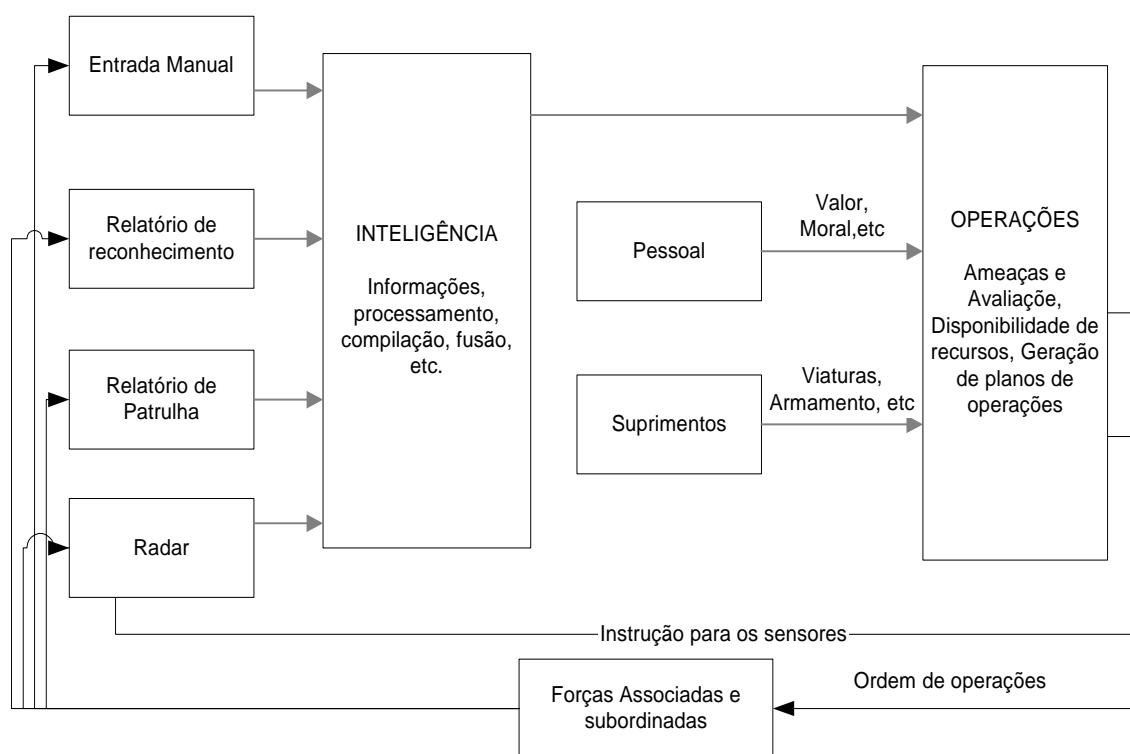 Entrada Manual
Relatório de
reconhecimento
Relatório de
Patrulha
Radar
INTELIGÊNCIA
Informações,
processamento,
compilação, fusão,
etc.
Pessoal
Valor,
Moral,etc
Suprimentos
Viaturas,
Armamento, etc
OPERAÇÕES
Ameaças e
Avaliaçõe,
Disponibilidade de
recursos, Geração
de planos de
operações
Instrução para os sensores
Forças Associadas e
subordinadas
Ordem de operações